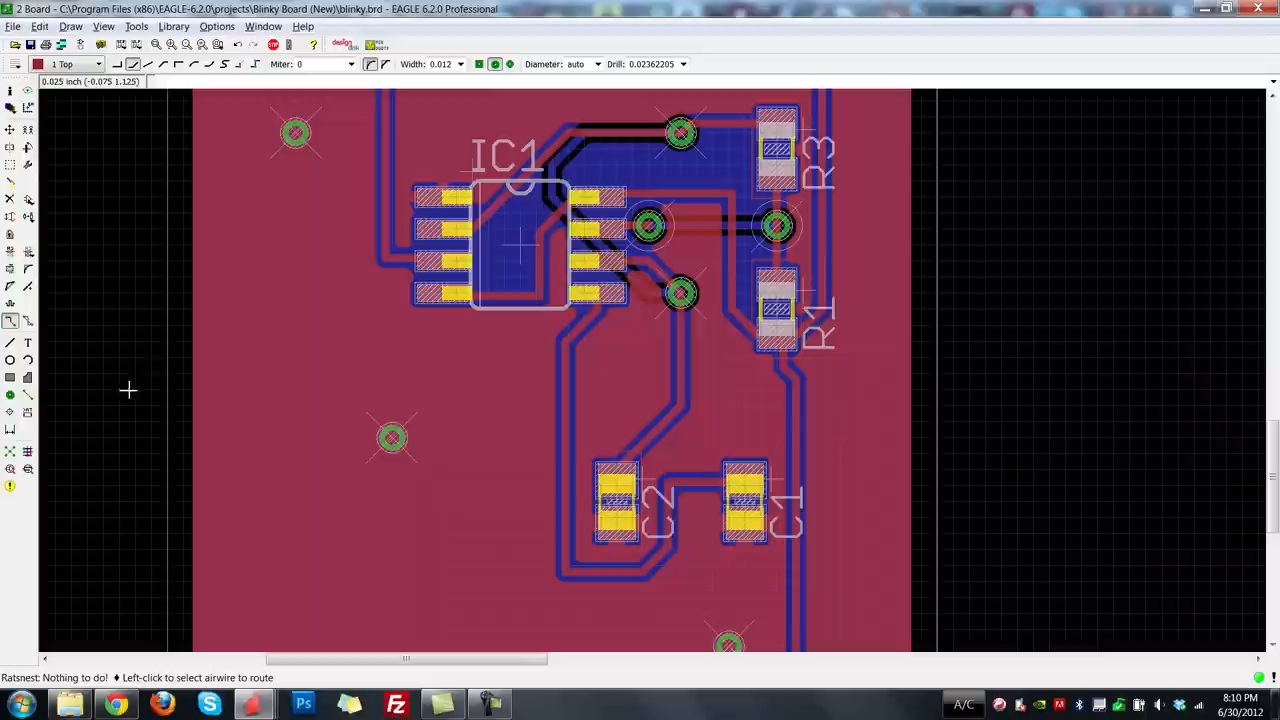 2 Board - C:\Program Files (x86)\EAGLE-6.2.0\projects\Blinky Board (New)\blinky.brd - EAGLE 6.2.0 Professional
File Edit Draw View Tools Library Options Window Help
1 Top Miter: 0 Width: 0.012 Diameter: auto Drill: 0.02362205
0.025 inch (-0.075 1.125)
IC1
R3
R1
C2
C1
Ratsnest: Nothing to do! ♦ Left-click to select airwire to route
A/C
8:10 PM
6/30/2012